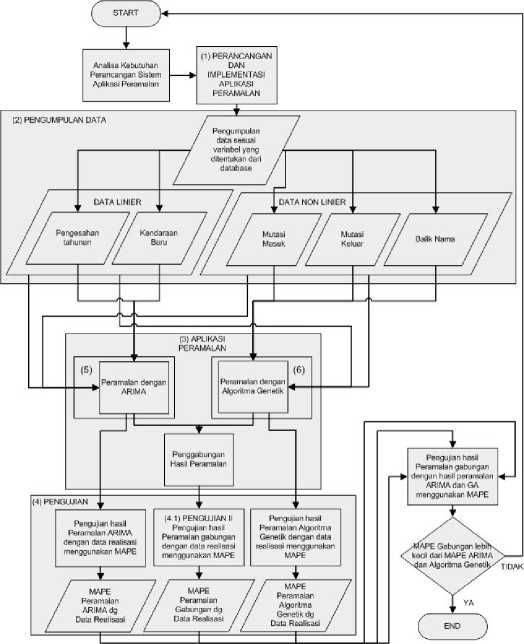 START
Analisa Kebutuhan
Perancangan Sistem
Aplikasi Peramalan
(1) PERANCANGAN
DAN
IMPLEMENTASI
APLIKASI
PERAMALAN
(2) PENGUMPULAN DATA
Pengumpulan
data sesuai
variabel yang
ditentukan dari
database
DATA LINIER
DATA NON LINIER
Pengesahan
tahunan
Kendaraan
Baru
Mutasi
Masuk
Mutasi
Keluar
Balik Nama
(3) APLIKASI
PERAMALAN
(5)
Peramalan dengan
ARIMA
Peramalan dengan
Algoritma Genetik
(6)
Penggabungan
Hasil Peramalan
(4) PENGUJIAN
Pengujian hasil
Peramalan ARIMA
dengan data realisasi
menggunakan MAPE
(4.1) PENGUJIAN II
Pengujian hasil
Peramalan gabungan
dengan data realisasi
menggunakan MAPE
Pengujian hasil
Peramalan Algoritma
Genetik dengan data
realisasi menggunakan
MAPE
MAPE
Peramalan
ARIMA dg
Data Realisasi
MAPE
Peramalan
Gabungan dg
Data Realisasi
MAPE
Peramalan
Algoritma
Genetik dg
Data Realisasi
Pengujian hasil
Peramalan gabungan
dengan hasil peramalan
ARIMA dan GA
menggunakan MAPE
MAPE Gabungan lebih
kecil dari MAPE ARIMA
dan Algoritma Genetik
TIDAK
YA
END